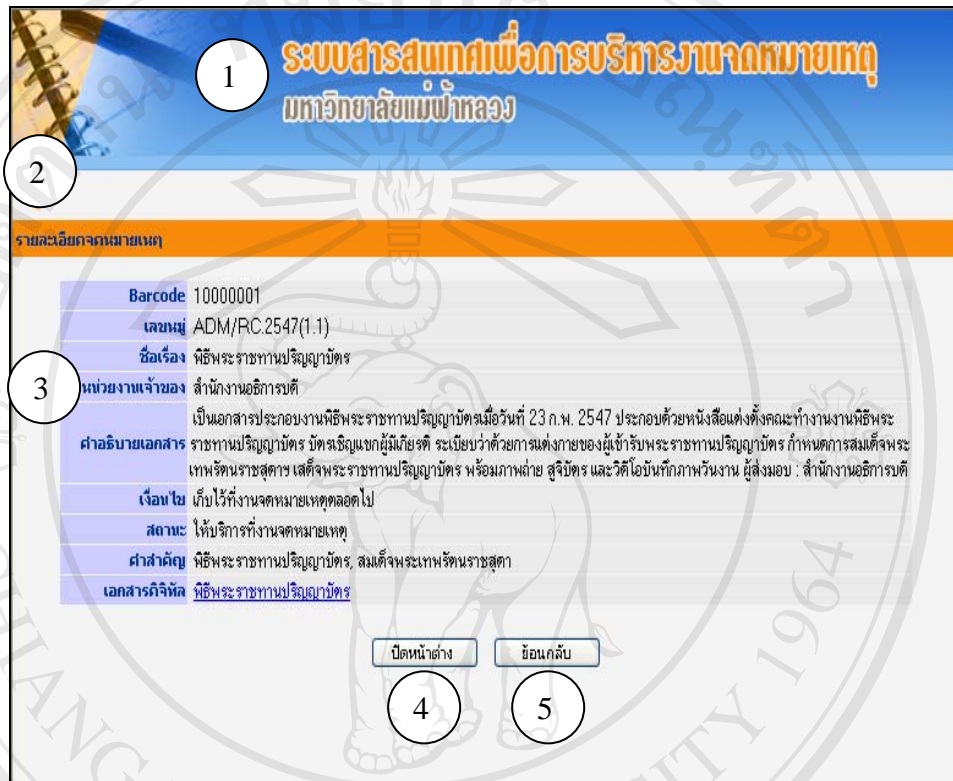 1
ระบบสารสนเทศเพื่อการบริหารงานจดหมายเหตุ
มหาวิทยาลัยแม่ฟ้าหลวง
2
รายละเอียดจดหมายเหตุ
Barcode 10000001
เลขหมู่ ADM/RC.2547(1.1)
ชื่อเรื่อง พิธีพระราชทานปริญญาบัตร
3
หน่วยงานเจ้าของ สำนักงานอธิการบดี
เป็นเอกสารประกอบงานพิธีพระราชทานปริญญาบัตรเมื่อวันที่ 23 ก.พ. 2547 ประกอบด้วยหนังสือแต่งตั้งคณะทำงานงานพิธีพระ
คำอธิบายเอกสาร ราชทานปริญญาบัตร บัตรเชิญแขกผู้มีเกียรติ ระเบียบว่าด้วยการแต่งกายของผู้เข้ารับพระราชทานปริญญาบัตร กำหนดการสมเด็จพระ
เทพรัตนราชสุดาฯ เสด็จพระราชทานปริญญาบัตร พร้อมภาพถ่าย สูจิบัตร และวิดีโอบันทึกภาพวันงาน ผู้ส่งมอบ : สำนักงานอธิการบดี
เงื่อนไข เก็บไว้ที่งานจดหมายเหตุตลอดไป
สถานะ ให้บริการที่งานจดหมายเหตุ
คำสำคัญ พิธีพระราชทานปริญญาบัตร, สมเด็จพระเทพรัตนราชสุดา
เอกสารดิจิทัล พิธีพระราชทานปริญญาบัตร
ปิดหน้าต่าง ย้อนกลับ
4 5